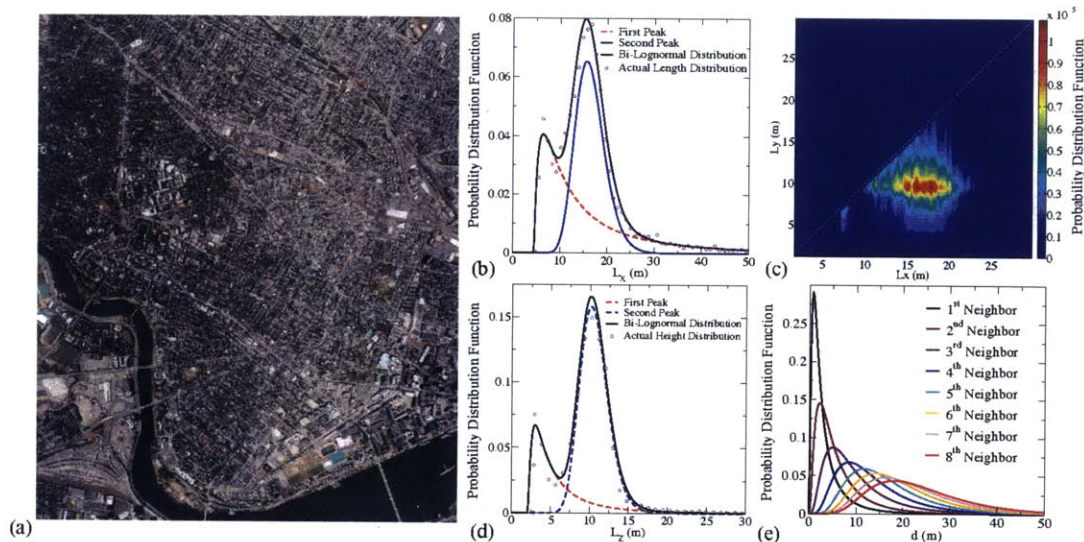 (a)
0.08
0.06
0.04
0.02
0
Probability Distribution Function
First Peak
Second Peak
Bi-Lognormal Distribution
Actual Length Distribution
(b)
0 10 20 30 40 50
Lx (m)
25
20
15
10
5
Ly (m)
5 10 15 20 25
Lx (m)
(c)
x 10 3
1
0.9
0.8
0.7
0.6
0.5
0.4
0.3
0.2
0.1
0
Probability Distribution Function
0.15
0.1
0.05
0
Probability Distribution Function
First Peak
Second Peak
Bi-Lognormal Distribution
Actual Height Distribution
(d)
0 5 10 15 20 25 30
LZ (m)
0.25
0.2
0.15
0.1
0.05
0
Probability Distribution Function
1st Neighbor
2nd Neighbor
3rd Neighbor
4th Neighbor
5th Neighbor
6th Neighbor
7th Neighbor
8th Neighbor
(e)
0 10 20 30 40 50
d (m)